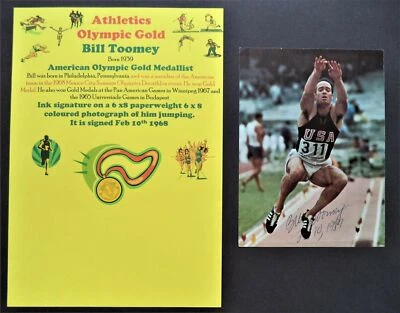 Athletics
Olympic Gold
Bill Toomey
Born 1939
American Olympic Gold Medallist
Bill was born in Philadelphia, Pennsylvania and was a member of the American
team in the 1968 Mexico City Summer Olympics Decathlon event. He won Gold
Medal. He also won Gold Medals at the Pan American Games in Winnipeg 1967 and
the 1965 Universiade Games in Budapest
Ink signature on a 6 x8 paperweight 6 x 8
coloured photograph of him jumping.
It is signed Feb 10th 1968
USA
311
Bill Toomey